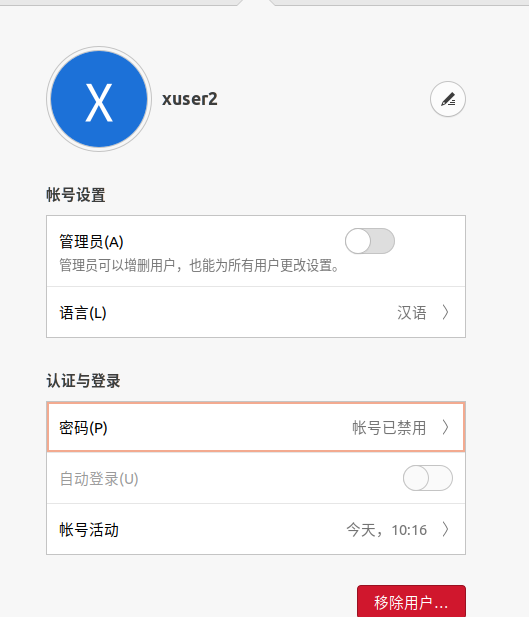 X
xuser2
帐号设置
管理员(A)
管理员可以增删用户，也能为所有用户更改设置。
语言(L) 汉语
认证与登录
密码(P) 帐号已禁用
自动登录(U)
帐号活动 今天，10:16
移除用户…